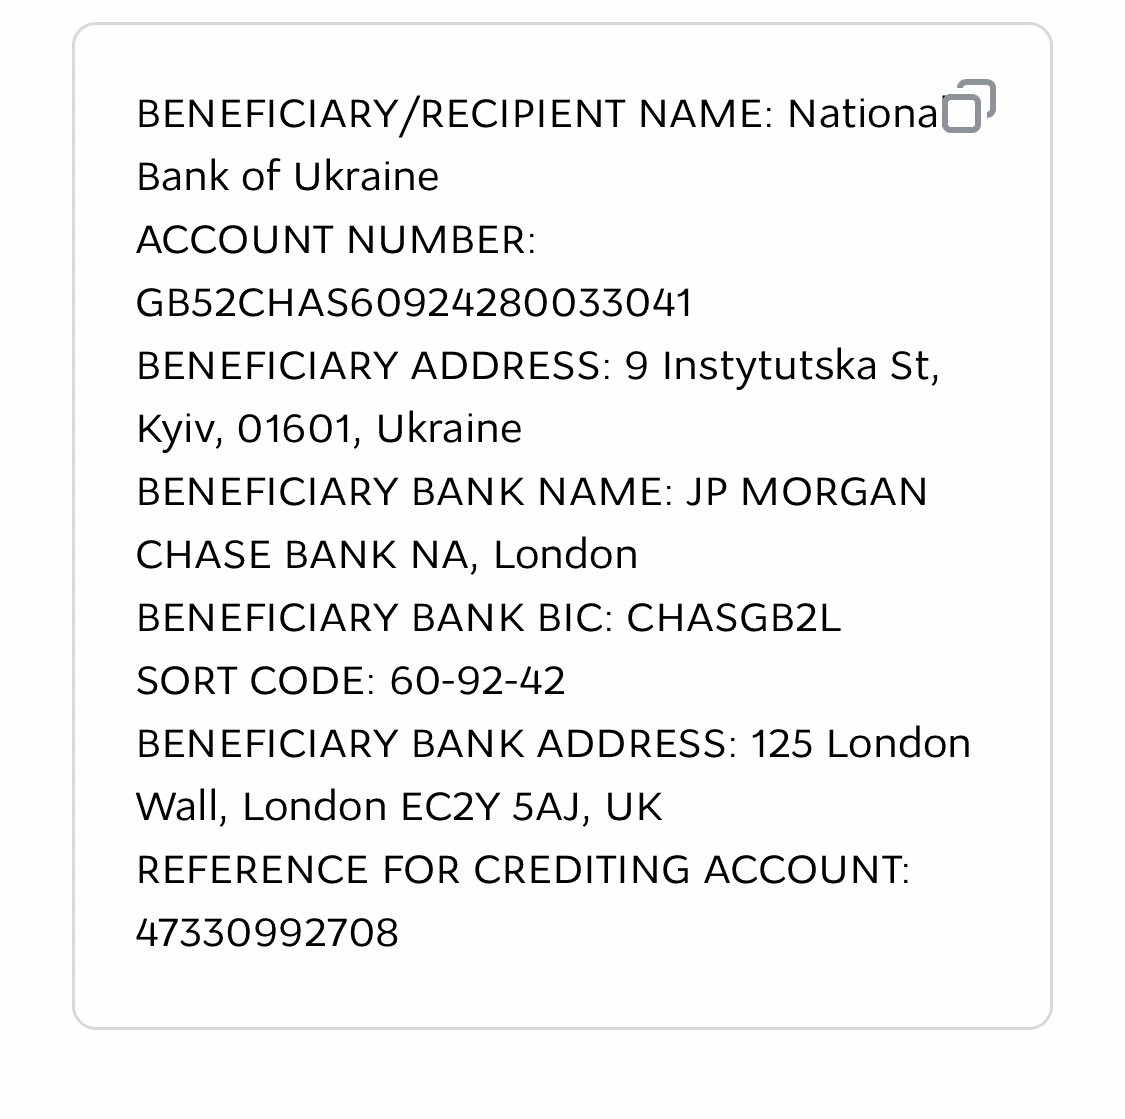 BENEFICIARY/RECIPIENT NAME: National
Bank of Ukraine
ACCOUNT NUMBER:
GB52CHAS60924280033041
BENEFICIARY ADDRESS: 9 Instytutska St,
Kyiv, 01601, Ukraine
BENEFICIARY BANK NAME: JP MORGAN
CHASE BANK NA, London
BENEFICIARY BANK BIC: CHASGB2L
SORT CODE: 60-92-42
BENEFICIARY BANK ADDRESS: 125 London
Wall, London EC2Y 5AJ, UK
REFERENCE FOR CREDITING ACCOUNT:
47330992708